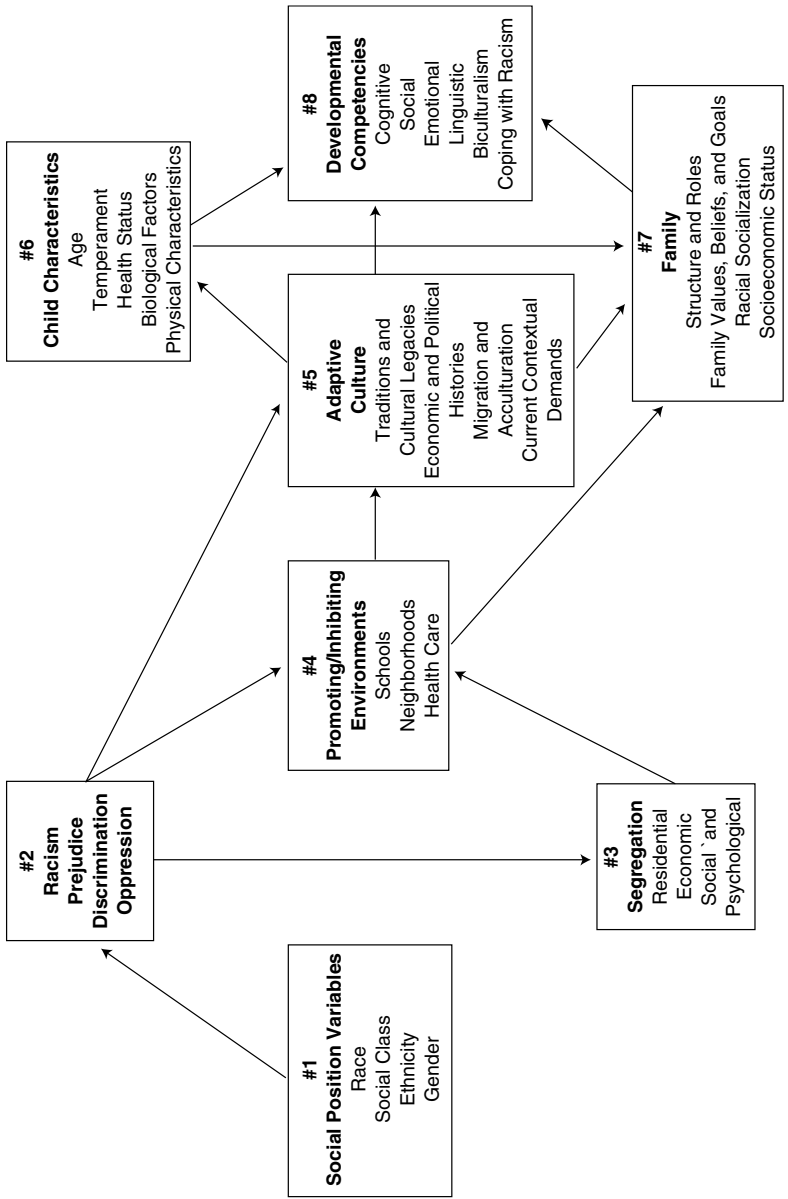 #1
Social Position Variables
Race
Social Class
Ethnicity
Gender
#2
Racism
Prejudice
Discrimination
Oppression
#3
Segregation
Residential
Economic
Social `and
Psychological
#4
Promoting/Inhibiting
Environments
Schools
Neighborhoods
Health Care
#5
Adaptive
Culture
Traditions and
Cultural Legacies
Economic and Political
Histories
Migration and
Acculturation
Current Contextual
Demands
#6
Child Characteristics
Age
Temperament
Health Status
Biological Factors
Physical Characteristics
#7
Family
Structure and Roles
Family Values, Beliefs, and Goals
Racial Socialization
Socioeconomic Status
#8
Developmental
Competencies
Cognitive
Social
Emotional
Linguistic
Biculturalism
Coping with Racism